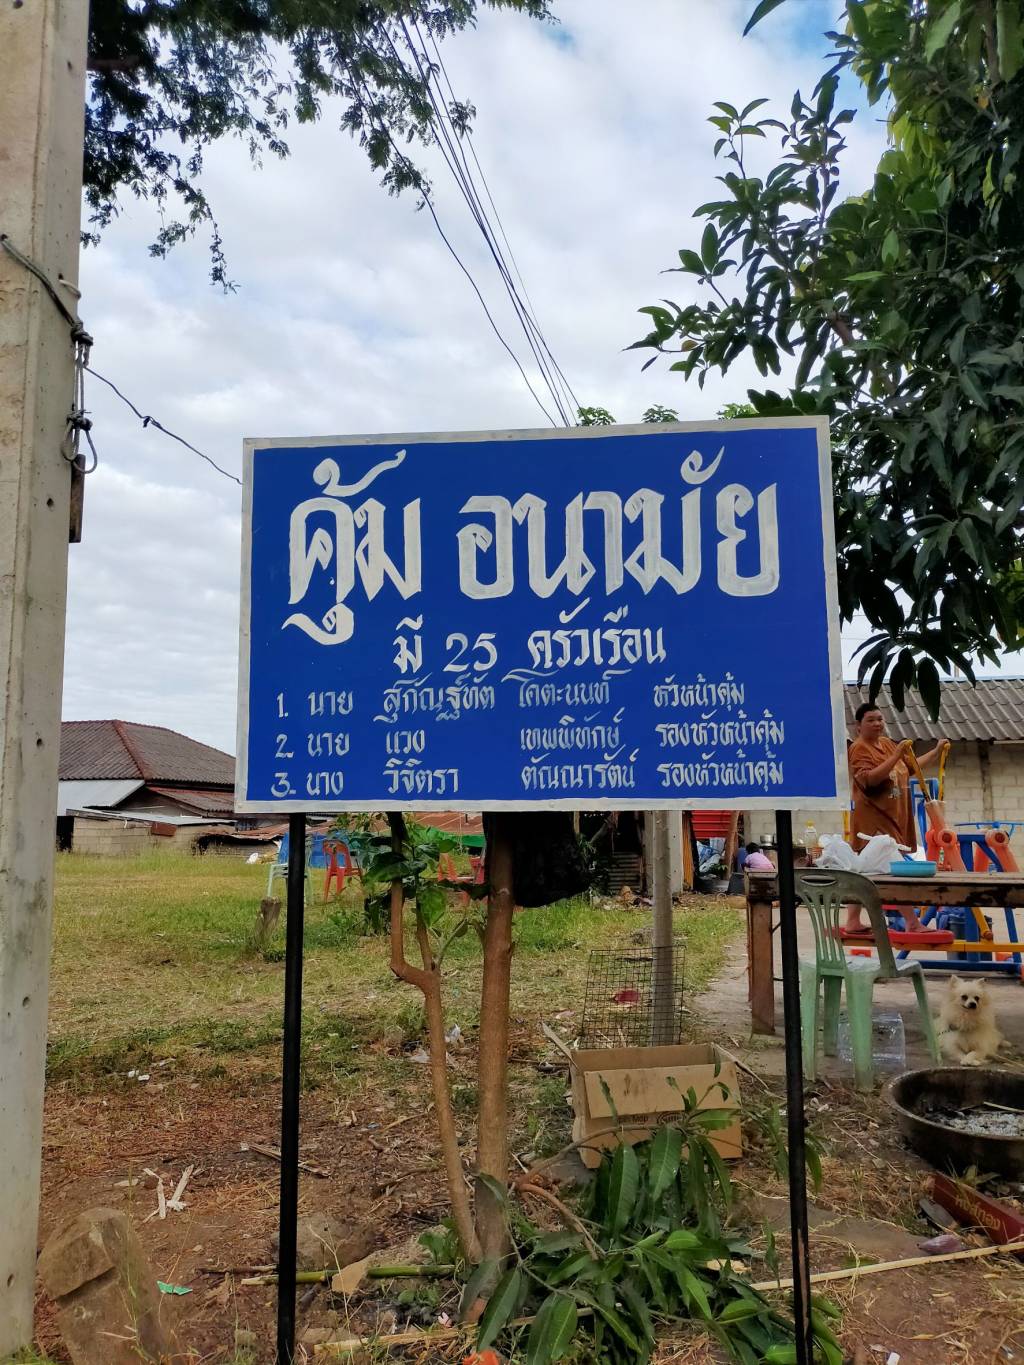 คุ้ม อนามัย
มี 25 ครัวเรือน
1. นาย สุกัณฐ์ทัต โคตะนนท์ หัวหน้าคุ้ม
2. นาย แวง เทพพิทักษ์ รองหัวหน้าคุ้ม
3. นาง วิจิตรา ตัณณารัตน์ รองหัวหน้าคุ้ม